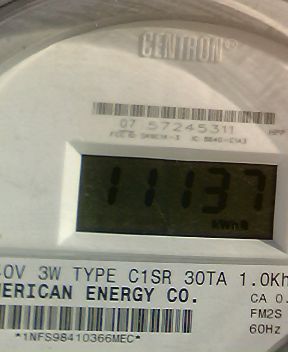 CENTRON®
07 57245311
11137
kWh
0V 3W TYPE C1SR 30TA 1.0Kh
MERICAN ENERGY CO.
CA 0.
FM2S
60Hz
*1NFS98410366MEC*